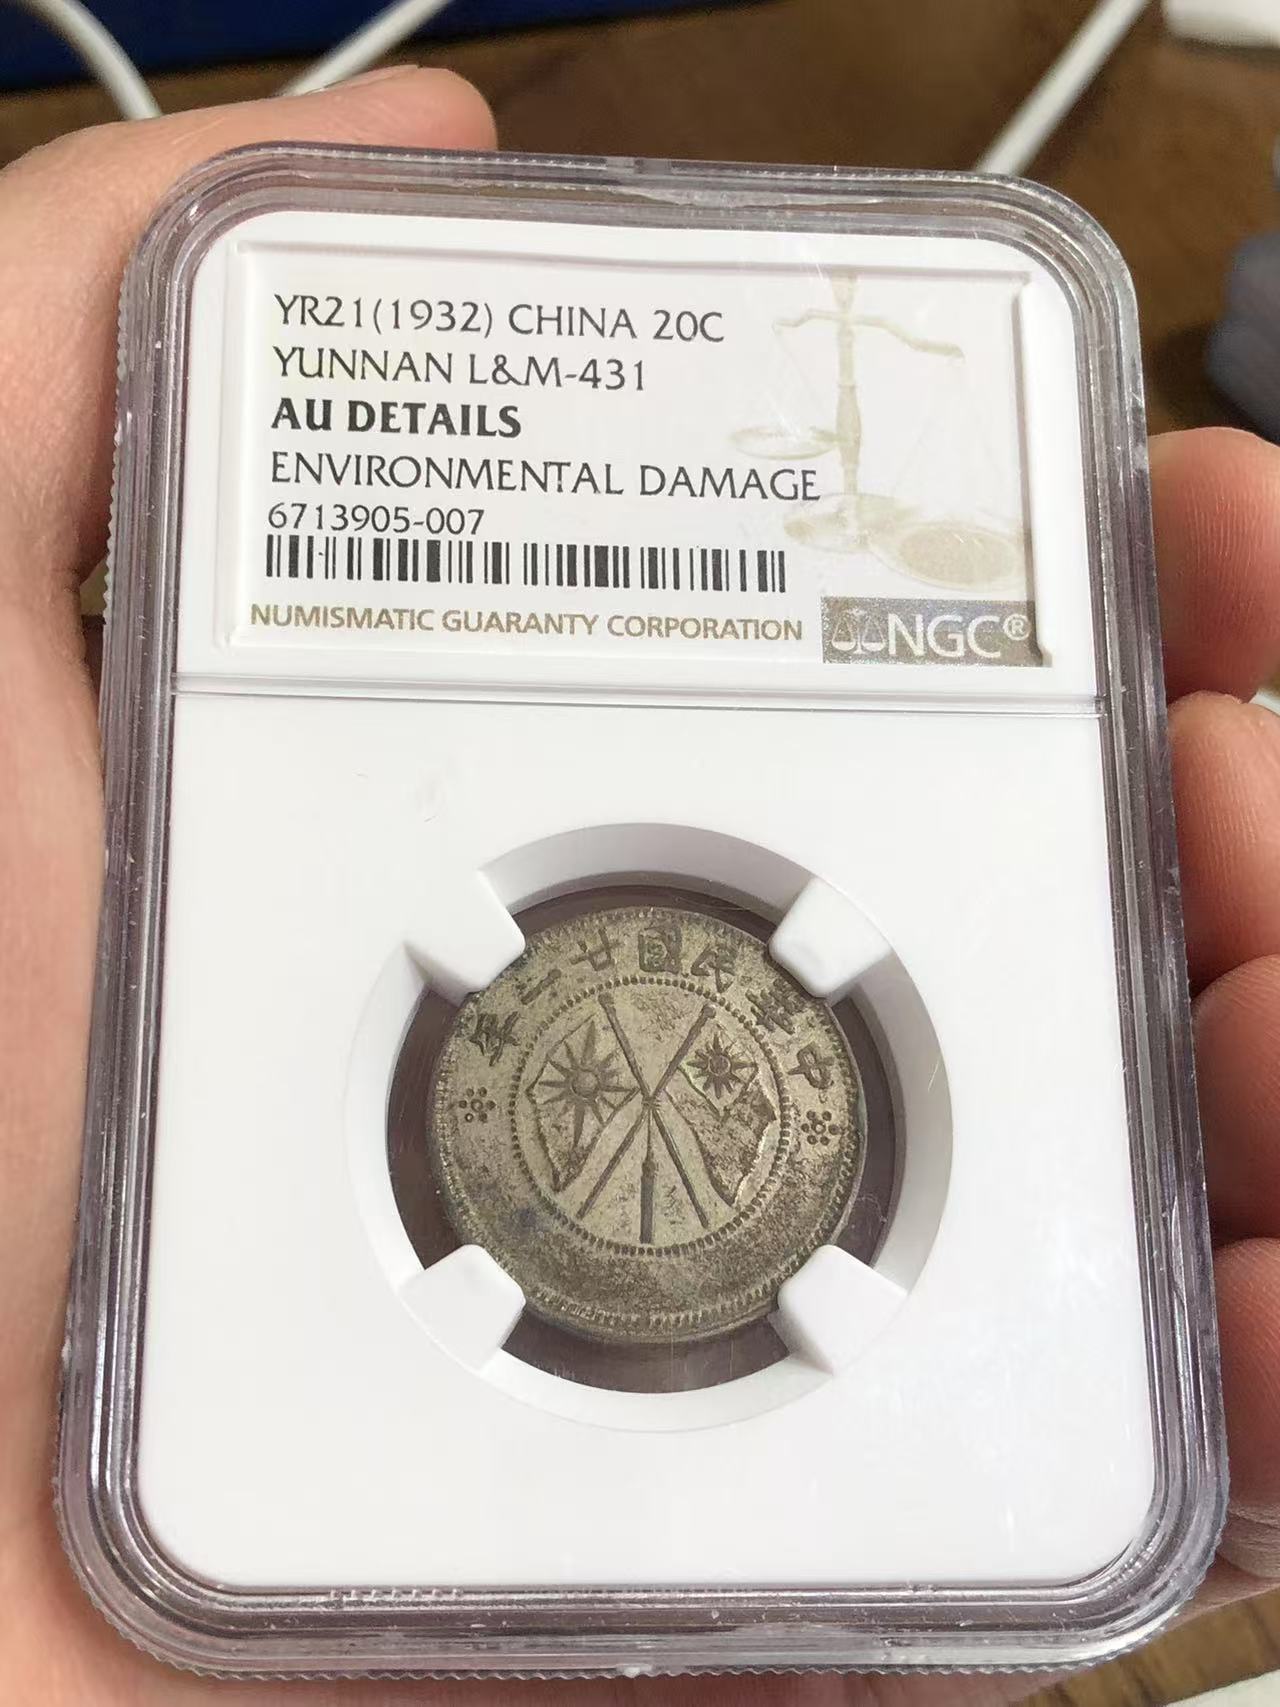 YR21(1932) CHINA 20C
YUNNAN L&M-431
AU DETAILS
ENVIRONMENTAL DAMAGE
6713905-007
NUMISMATIC GUARANTY CORPORATION
NGC®
年一廿國民華中